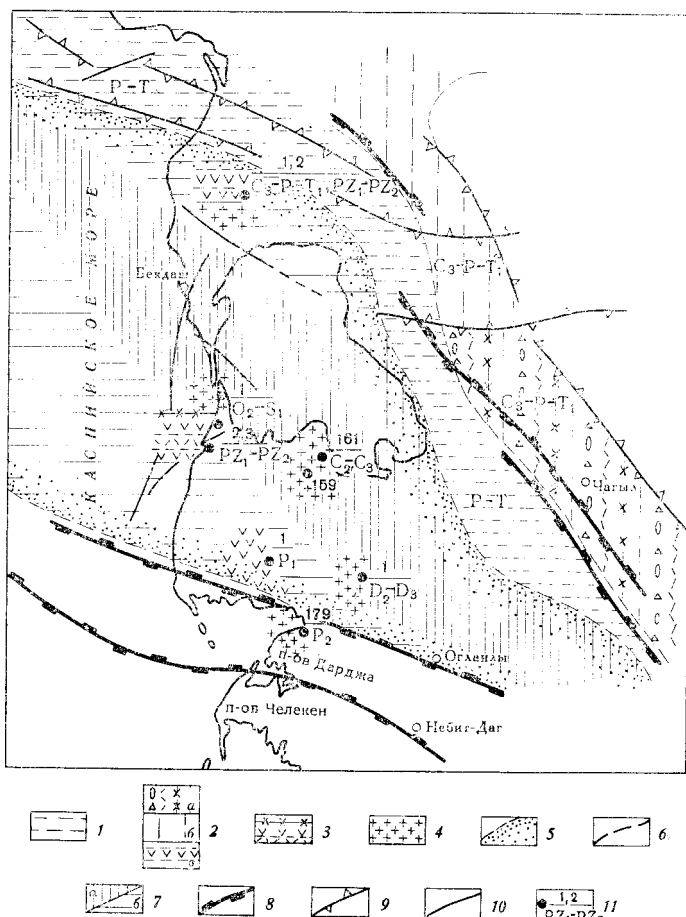 P–T
1,2
C₃–P–T₁, PZ₁–PZ₂
C₃–P–T₁
КАСПИЙСКОЕ МОРЕ
Бекдаш
O₂–S₁
2,3
PZ₁–PZ₂
161
C₂–C₃
159
P–T
Чагыл
1
P₁
1
D₂–D₃
179
P₂
п-ов Дарджа
Огланлы
п-ов Челекен
Небит-Даг
1
а
б
в
2
3
4
5
6
а
б
7
8
9
10
1,2
PZ₁–PZ₂
11